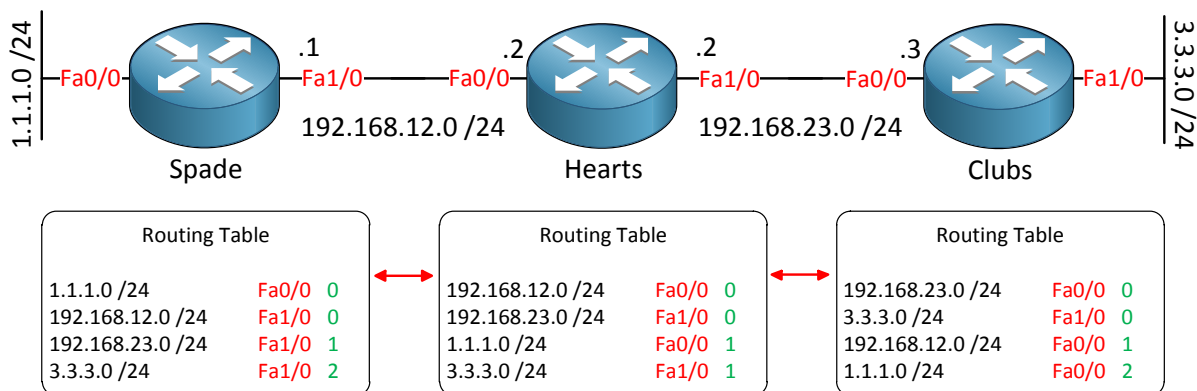 1.1.1.0 /24
Fa0/0
.1
Fa1/0
192.168.12.0 /24
Fa0/0
.2
.2
Fa1/0
192.168.23.0 /24
Fa0/0
.3
Fa1/0
3.3.3.0 /24
Spade
Hearts
Clubs
Routing Table
1.1.1.0 /24 Fa0/0 0
192.168.12.0 /24 Fa1/0 0
192.168.23.0 /24 Fa1/0 1
3.3.3.0 /24 Fa1/0 2
Routing Table
192.168.12.0 /24 Fa0/0 0
192.168.23.0 /24 Fa1/0 0
1.1.1.0 /24 Fa0/0 1
3.3.3.0 /24 Fa1/0 1
Routing Table
192.168.23.0 /24 Fa0/0 0
3.3.3.0 /24 Fa1/0 0
192.168.12.0 /24 Fa0/0 1
1.1.1.0 /24 Fa0/0 2